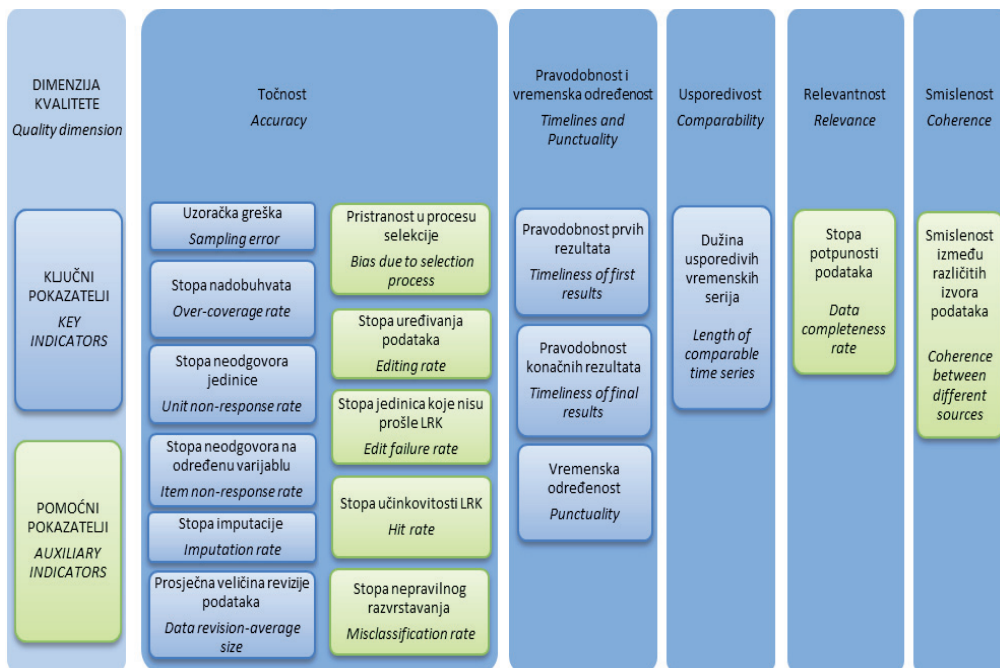 DIMENZIJA
KVALITETE
Quality dimension
KLJUČNI
POKAZATELJI
KEY
INDICATORS
POMOĆNI
POKAZATELJI
AUXILIARY
INDICATORS
Točnost
Accuracy
Uzoračka greška
Sampling error
Stopa nadobuhvata
Over-coverage rate
Stopa neodgovora
jedinice
Unit non-response rate
Stopa neodgovora na
određenu varijablu
Item non-response rate
Stopa imputacije
Imputation rate
Prosječna veličina revizije
podataka
Data revision-average
size
Pristranost u procesu
selekcije
Bias due to selection
process
Stopa uređivanja
podataka
Editing rate
Stopa jedinica koje nisu
prošle LRK
Edit failure rate
Stopa učinkovitosti LRK
Hit rate
Stopa nepravilnog
razvrstavanja
Misclassification rate
Pravodobnost i
vremenska određenost
Timelines and
Punctuality
Pravodobnost prvih
rezultata
Timeliness of first
results
Pravodobnost
konačnih rezultata
Timeliness of final
results
Vremenska
određenost
Punctuality
Usporedivost
Comparability
Dužina
usporedivih
vremenskih
serija
Length of
comparable
time series
Relevantnost
Relevance
Stopa
potpunosti
podataka
Data
completeness
rate
Smislenost
Coherence
Smislenost
između
različitih
izvora
podataka
Coherence
between
different
sources